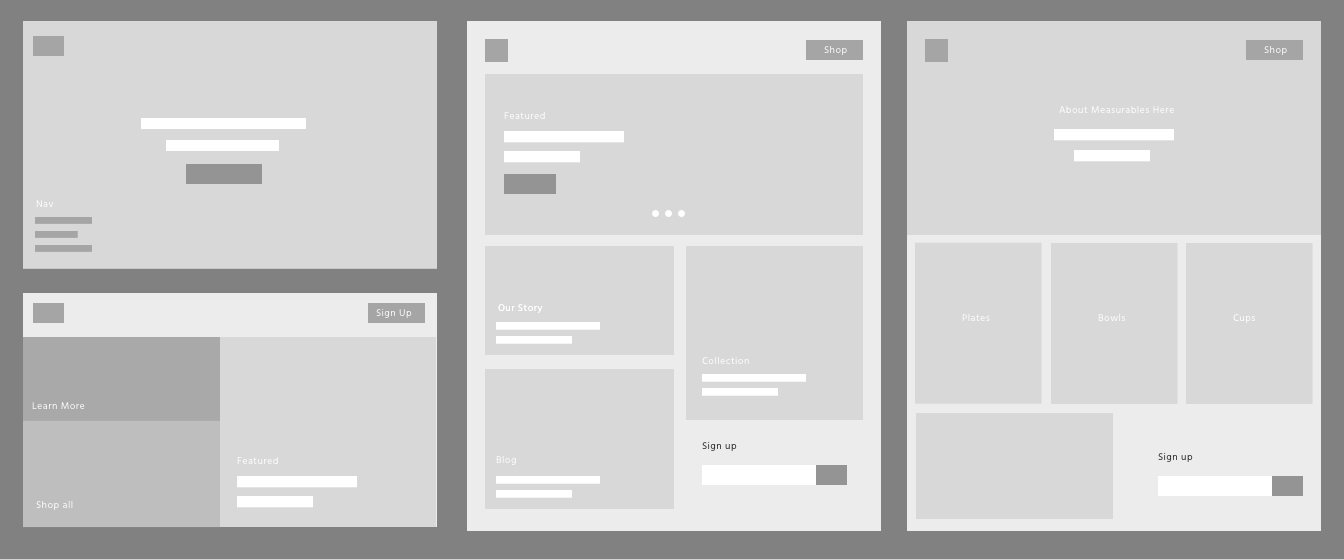 Nav
Sign Up
Learn More
Shop all
Featured
Shop
Featured
Our Story
Collection
Blog
Sign up
Shop
About Measurables Here
Plates
Bowls
Cups
Sign up